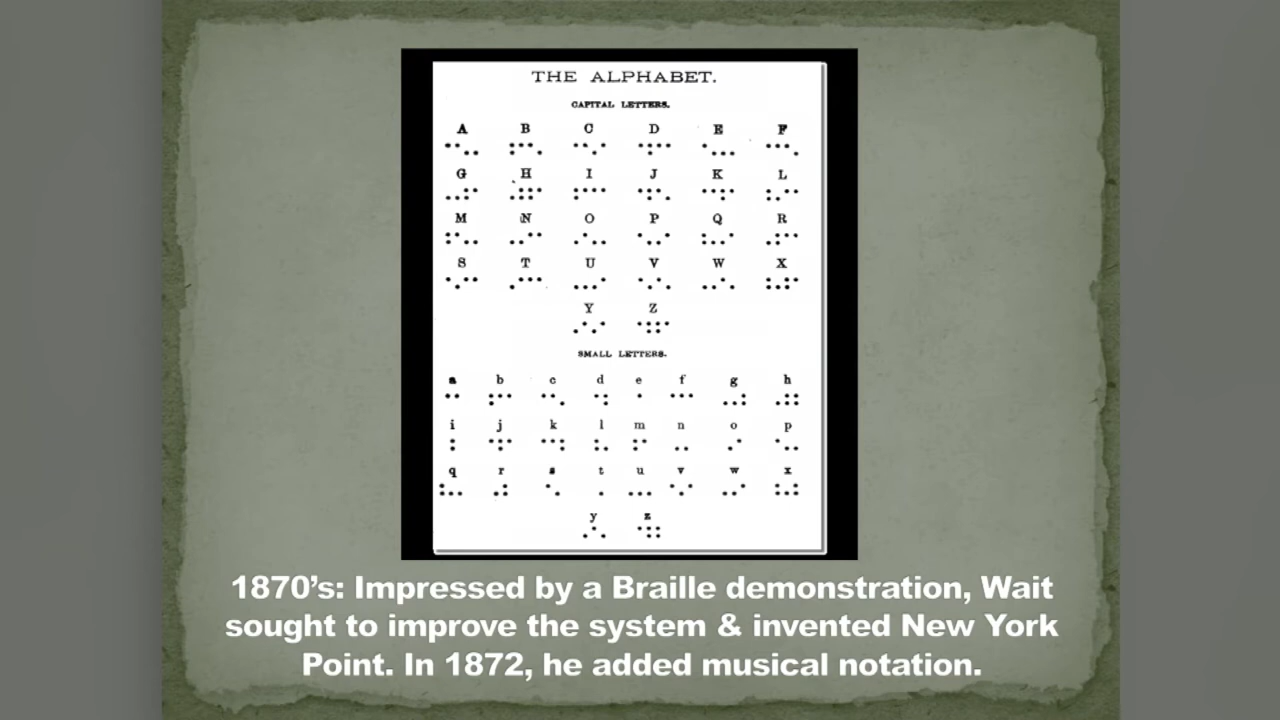 THE ALPHABET.
CAPITAL LETTERS.
A B C D E F
G H I J K L
M N O P Q R
S T U V W X
Y Z
SMALL LETTERS.
a b c d e f g h
i j k l m n o p
q r s t u v w x
y z
1870’s: Impressed by a Braille demonstration, Wait
sought to improve the system & invented New York
Point. In 1872, he added musical notation.